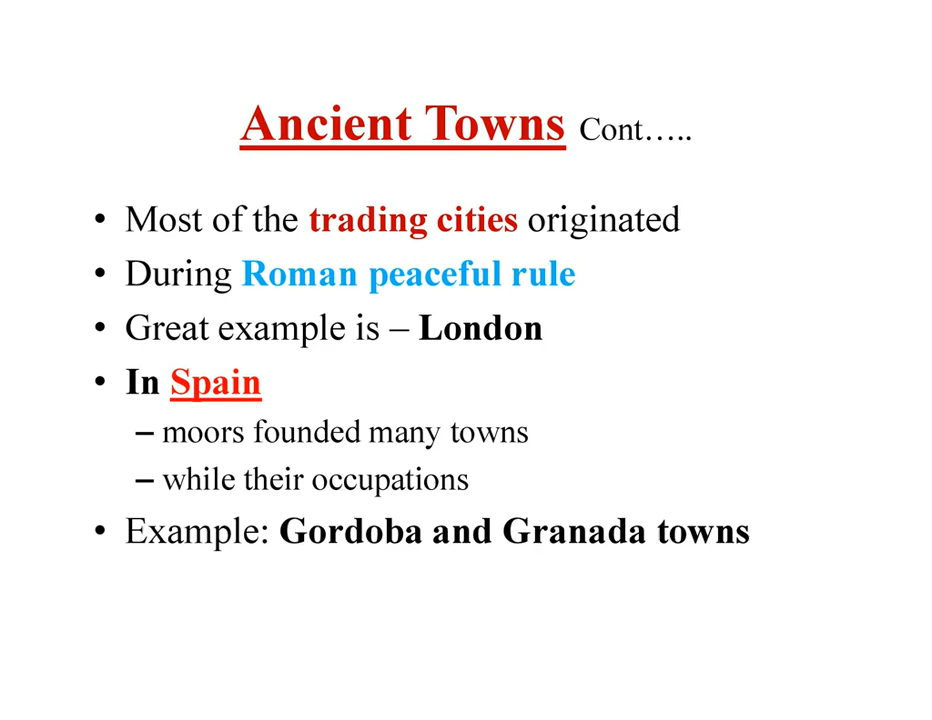 Ancient Towns Cont…..
• Most of the trading cities originated
• During Roman peaceful rule
• Great example is – London
• In Spain
– moors founded many towns
– while their occupations
• Example: Gordoba and Granada towns